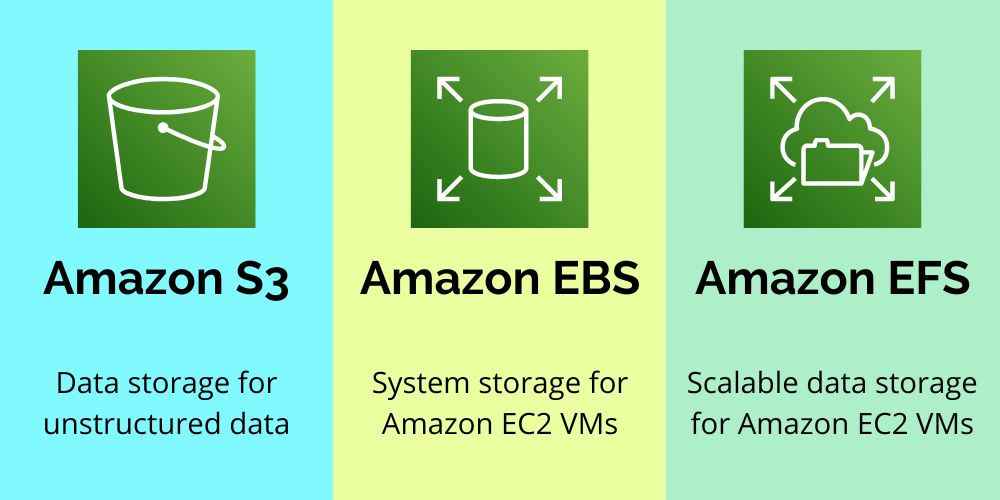 Amazon S3
Data storage for
unstructured data
Amazon EBS
System storage for
Amazon EC2 VMs
Amazon EFS
Scalable data storage
for Amazon EC2 VMs